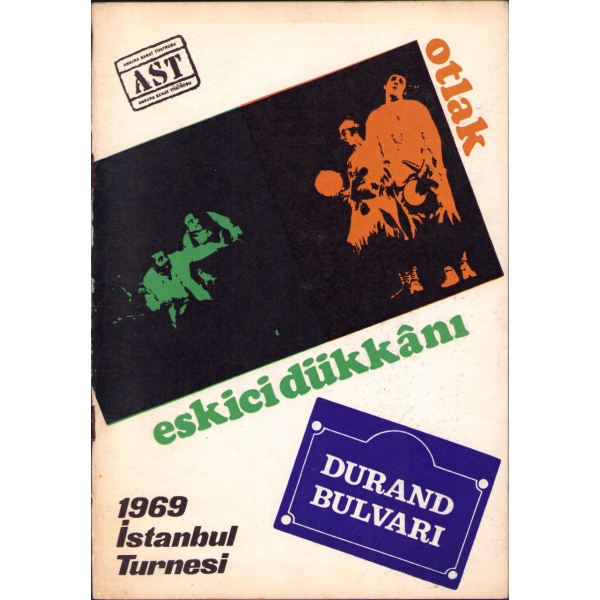 ANKARA SANAT TİYATROSU
AST
ANKARA SANAT TİYATROSU
otlak
eskici dükkânı
DURAND
BULVARI
1969
İstanbul
Turnesi